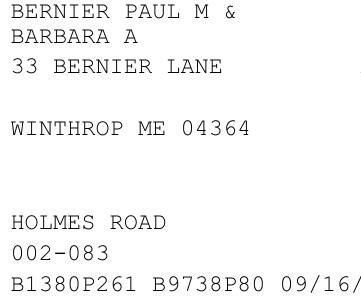 BERNIER PAUL M &
BARBARA A
33 BERNIER LANE
WINTHROP ME 04364
HOLMES ROAD
002-083
B1380P261 B9738P80 09/16/